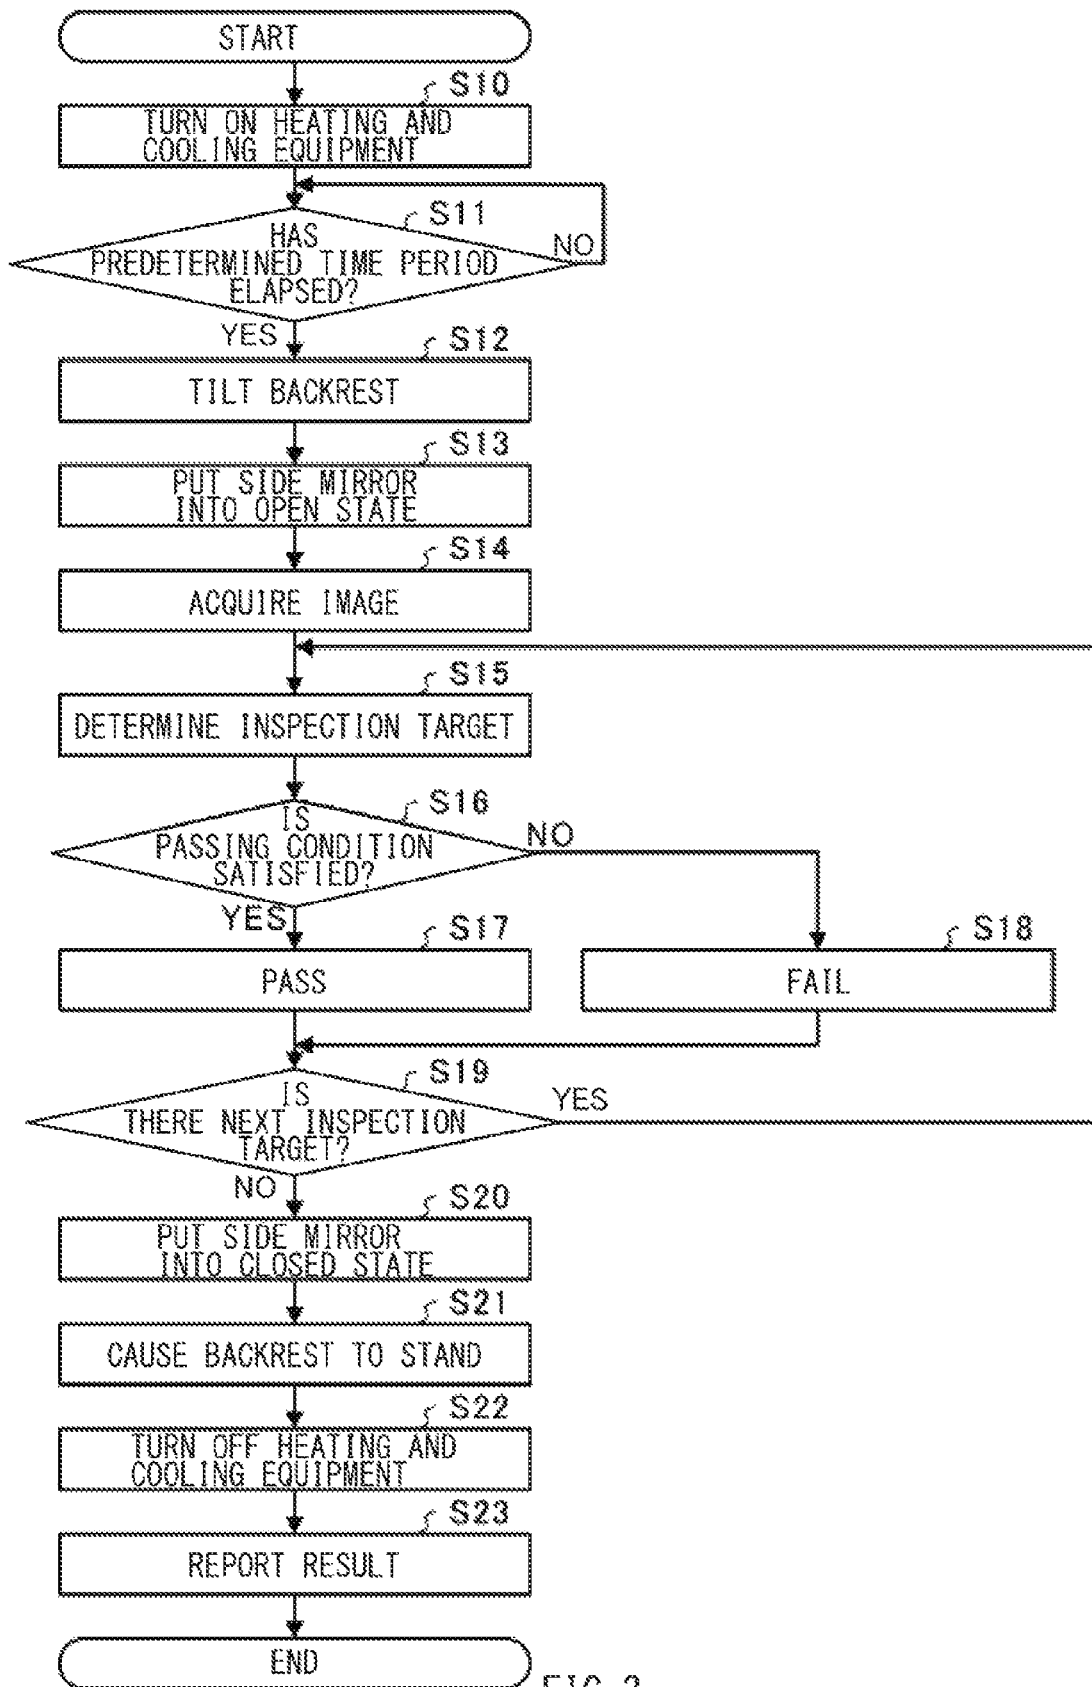 START
S10
TURN ON HEATING AND
COOLING EQUIPMENT
S11
HAS
PREDETERMINED TIME PERIOD
ELAPSED?
NO
YES
S12
TILT BACKREST
S13
PUT SIDE MIRROR
INTO OPEN STATE
S14
ACQUIRE IMAGE
S15
DETERMINE INSPECTION TARGET
S16
IS
PASSING CONDITION
SATISFIED?
NO
YES
S17
PASS
S18
FAIL
S19
IS
THERE NEXT INSPECTION
TARGET?
YES
NO
S20
PUT SIDE MIRROR
INTO CLOSED STATE
S21
CAUSE BACKREST TO STAND
S22
TURN OFF HEATING AND
COOLING EQUIPMENT
S23
REPORT RESULT
END